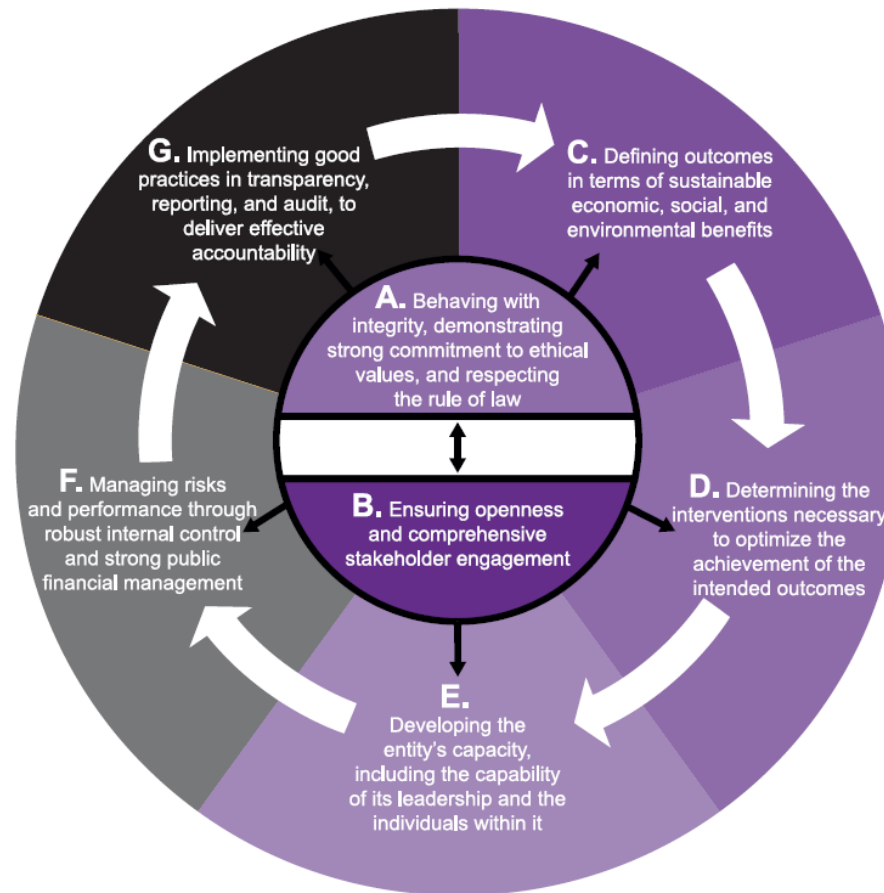 G. Implementing good
practices in transparency,
reporting, and audit, to
deliver effective
accountability
C. Defining outcomes
in terms of sustainable
economic, social, and
environmental benefits
A. Behaving with
integrity, demonstrating
strong commitment to ethical
values, and respecting
the rule of law
B. Ensuring openness
and comprehensive
stakeholder engagement
D. Determining the
interventions necessary
to optimize the
achievement of the
intended outcomes
F. Managing risks
and performance through
robust internal control
and strong public
financial management
E.
Developing the
entity's capacity,
including the capability
of its leadership and the
individuals within it